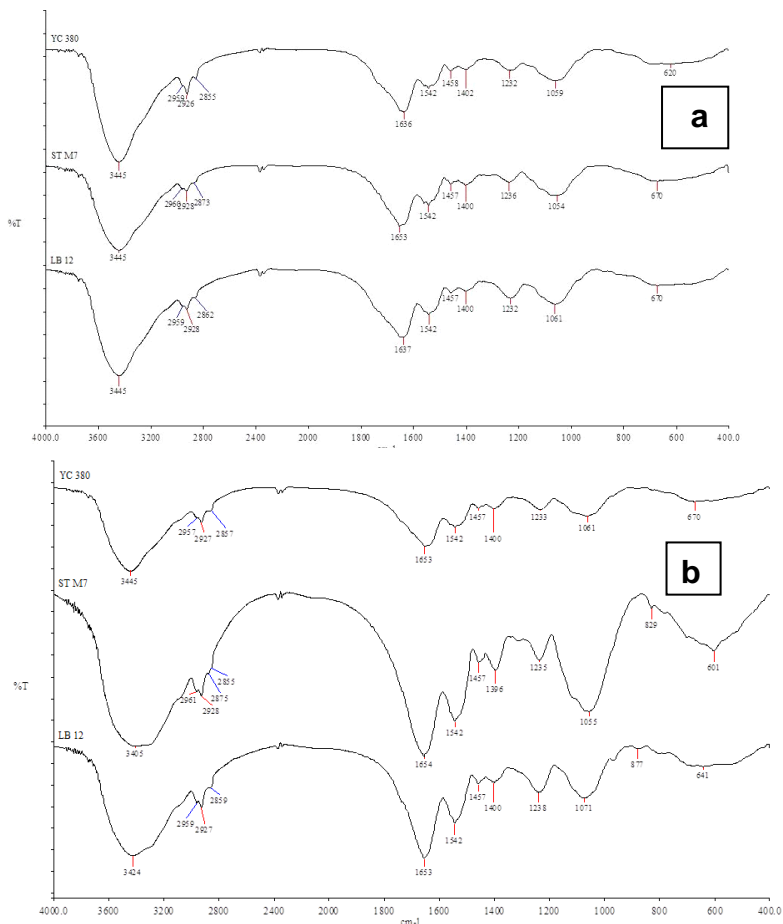 YC 380
2959 2926 2855 1636 1542 1458 1402 1232 1059 620
a
3445
ST M7
2960 2928 2873 1653 1542 1457 1400 1236 1054 670
3445
%T
LB 12
2959 2928 2862 1637 1542 1457 1400 1232 1061 670
3445
4000.0 3600 3200 2800 2400 2000 1800 1600 1400 1200 1000 800 600 400.0
YC 380
2957 2927 2857 1653 1542 1457 1400 1233 1061 670
3445
b
ST M7
2961 2928 2875 2855 1542 1457 1396 1235 1055 829 601
3405 1654
%T
LB 12
2959 2927 2859 1653 1542 1457 1400 1238 1071 877 641
3424
4000.0 3600 3200 2800 2400 2000 1800 1600 1400 1200 1000 800 600 400.0
cm-1